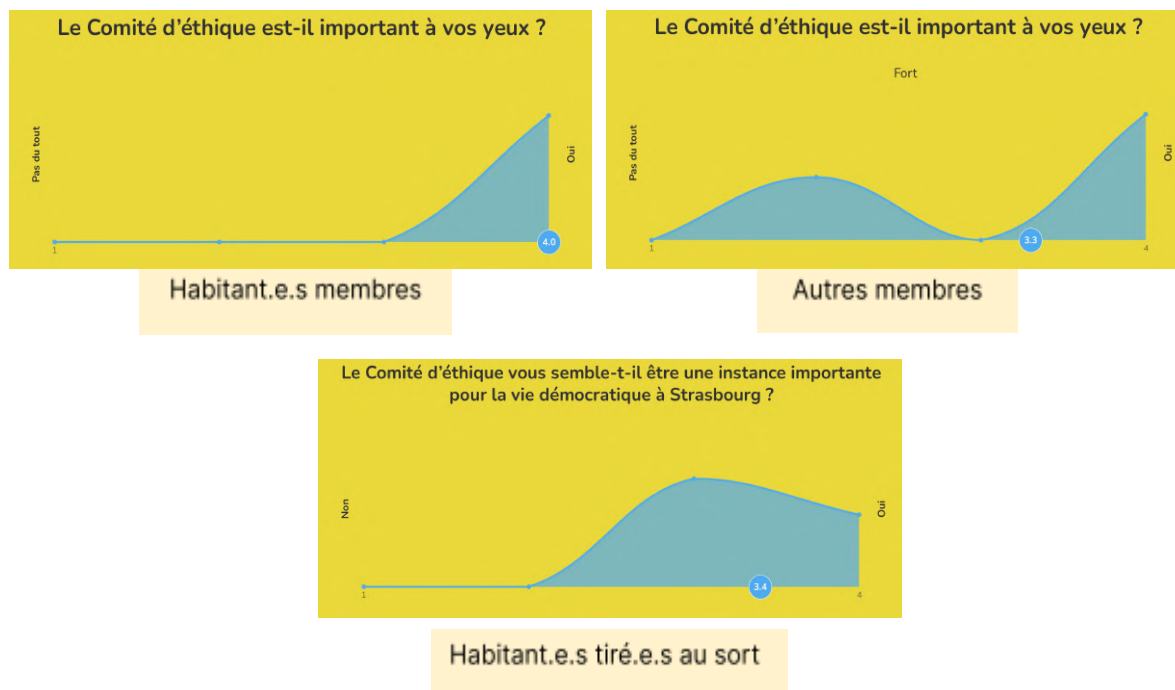 Le Comité d'éthique est-il important à vos yeux ?
Pas du tout
Oui
1
4.0
Habitant.e.s membres
Le Comité d'éthique est-il important à vos yeux ?
Fort
Pas du tout
Oui
1
3.3
4
Autres membres
Le Comité d'éthique vous semble-t-il être une instance importante
pour la vie démocratique à Strasbourg ?
Non
Oui
1
3.4
4
Habitant.e.s tiré.e.s au sort